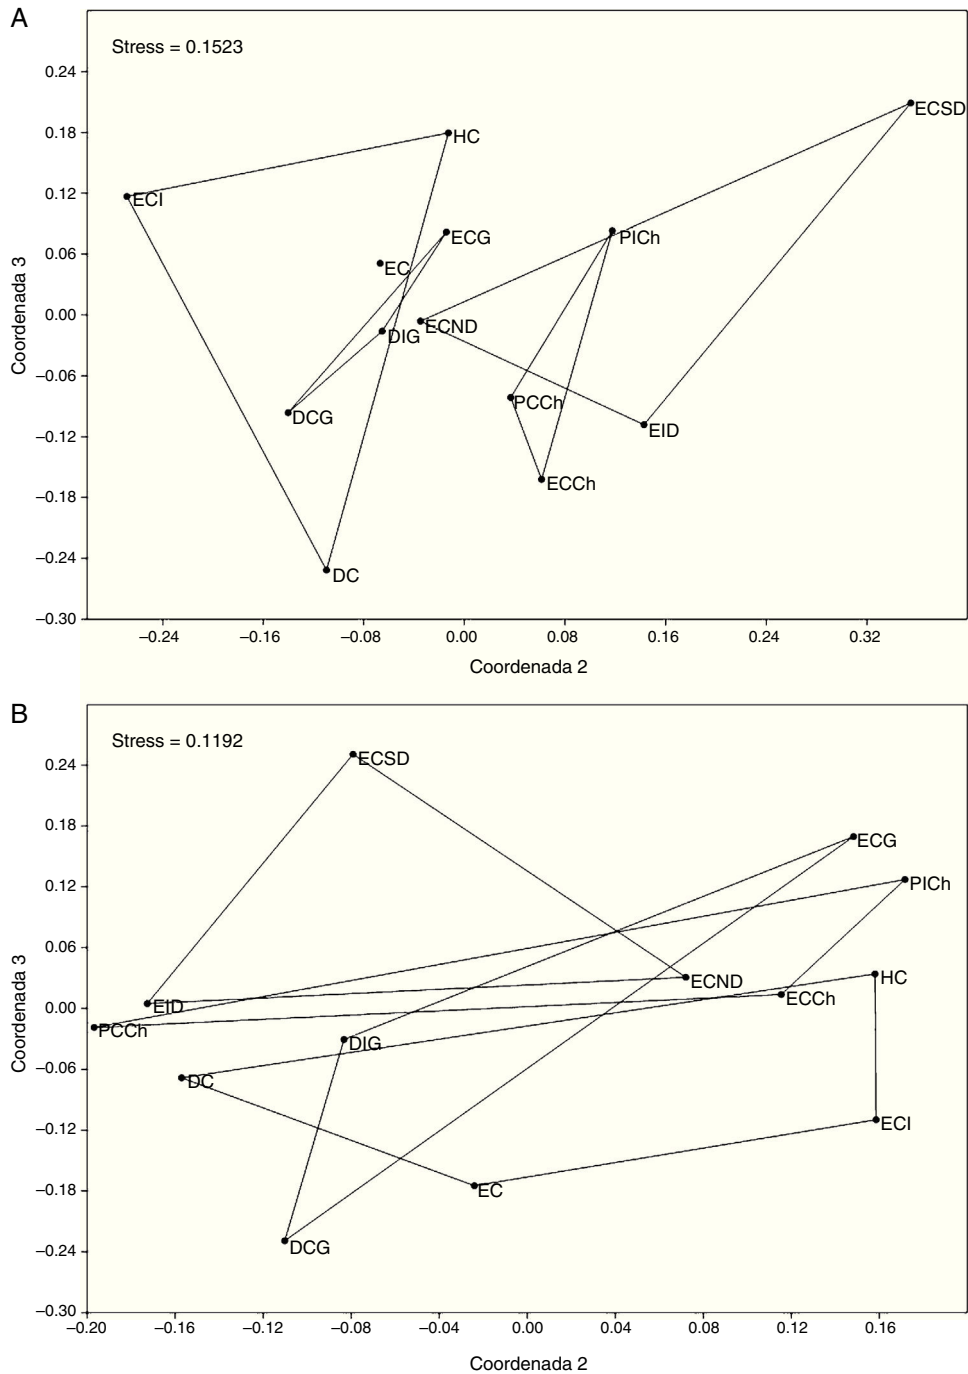 A
Stress = 0.1523
0.24
ECSD
0.18
HC
0.12
ECI
0.06
ECG
PICh
EC
0.00
ECND
DIG
–0.06
PCCh
DCG
–0.12
EID
–0.18
ECCh
–0.24
DC
–0.30
–0.24 –0.16 –0.08 0.00 0.08 0.16 0.24 0.32
Coordenada 2
Coordenada 3
B
Stress = 0.1192
0.24
ECSD
0.18
ECG
0.12
PICh
0.06
HC
ECND
0.00
EID
ECCh
PCCh
DIG
–0.06
DC
–0.12
ECI
–0.18
EC
–0.24
DCG
–0.30
–0.20 –0.16 –0.12 –0.08 –0.04 0.00 0.04 0.08 0.12 0.16
Coordenada 2
Coordenada 3